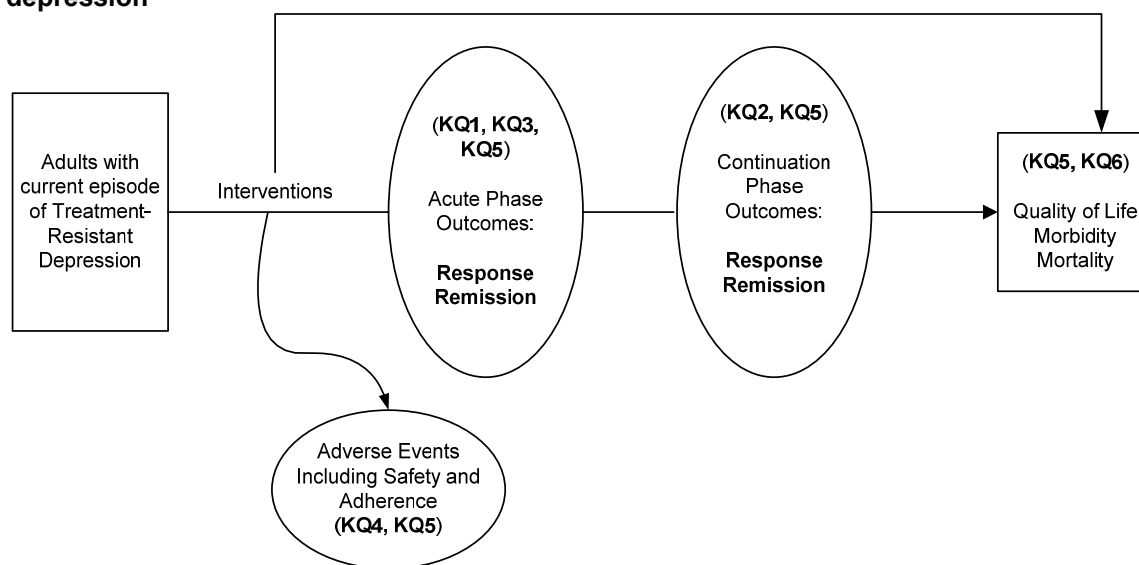 depression
Adults with
current episode
of Treatment-
Resistant
Depression
Interventions
(KQ1, KQ3,
KQ5)
Acute Phase
Outcomes:
Response
Remission
(KQ2, KQ5)
Continuation
Phase
Outcomes:
Response
Remission
(KQ5, KQ6)
Quality of Life
Morbidity
Mortality
Adverse Events
Including Safety and
Adherence
(KQ4, KQ5)